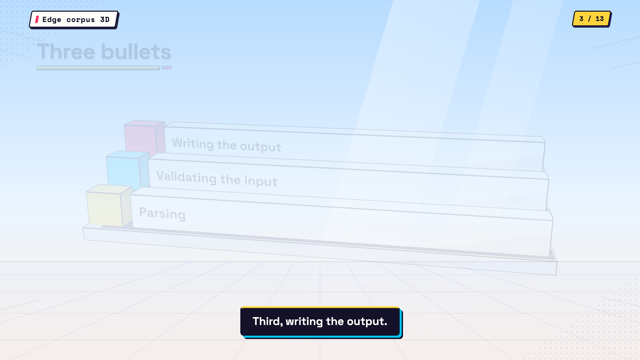 Edge corpus 3D
3 / 13
Three bullets
Writing the output
Validating the input
Parsing
Third, writing the output.